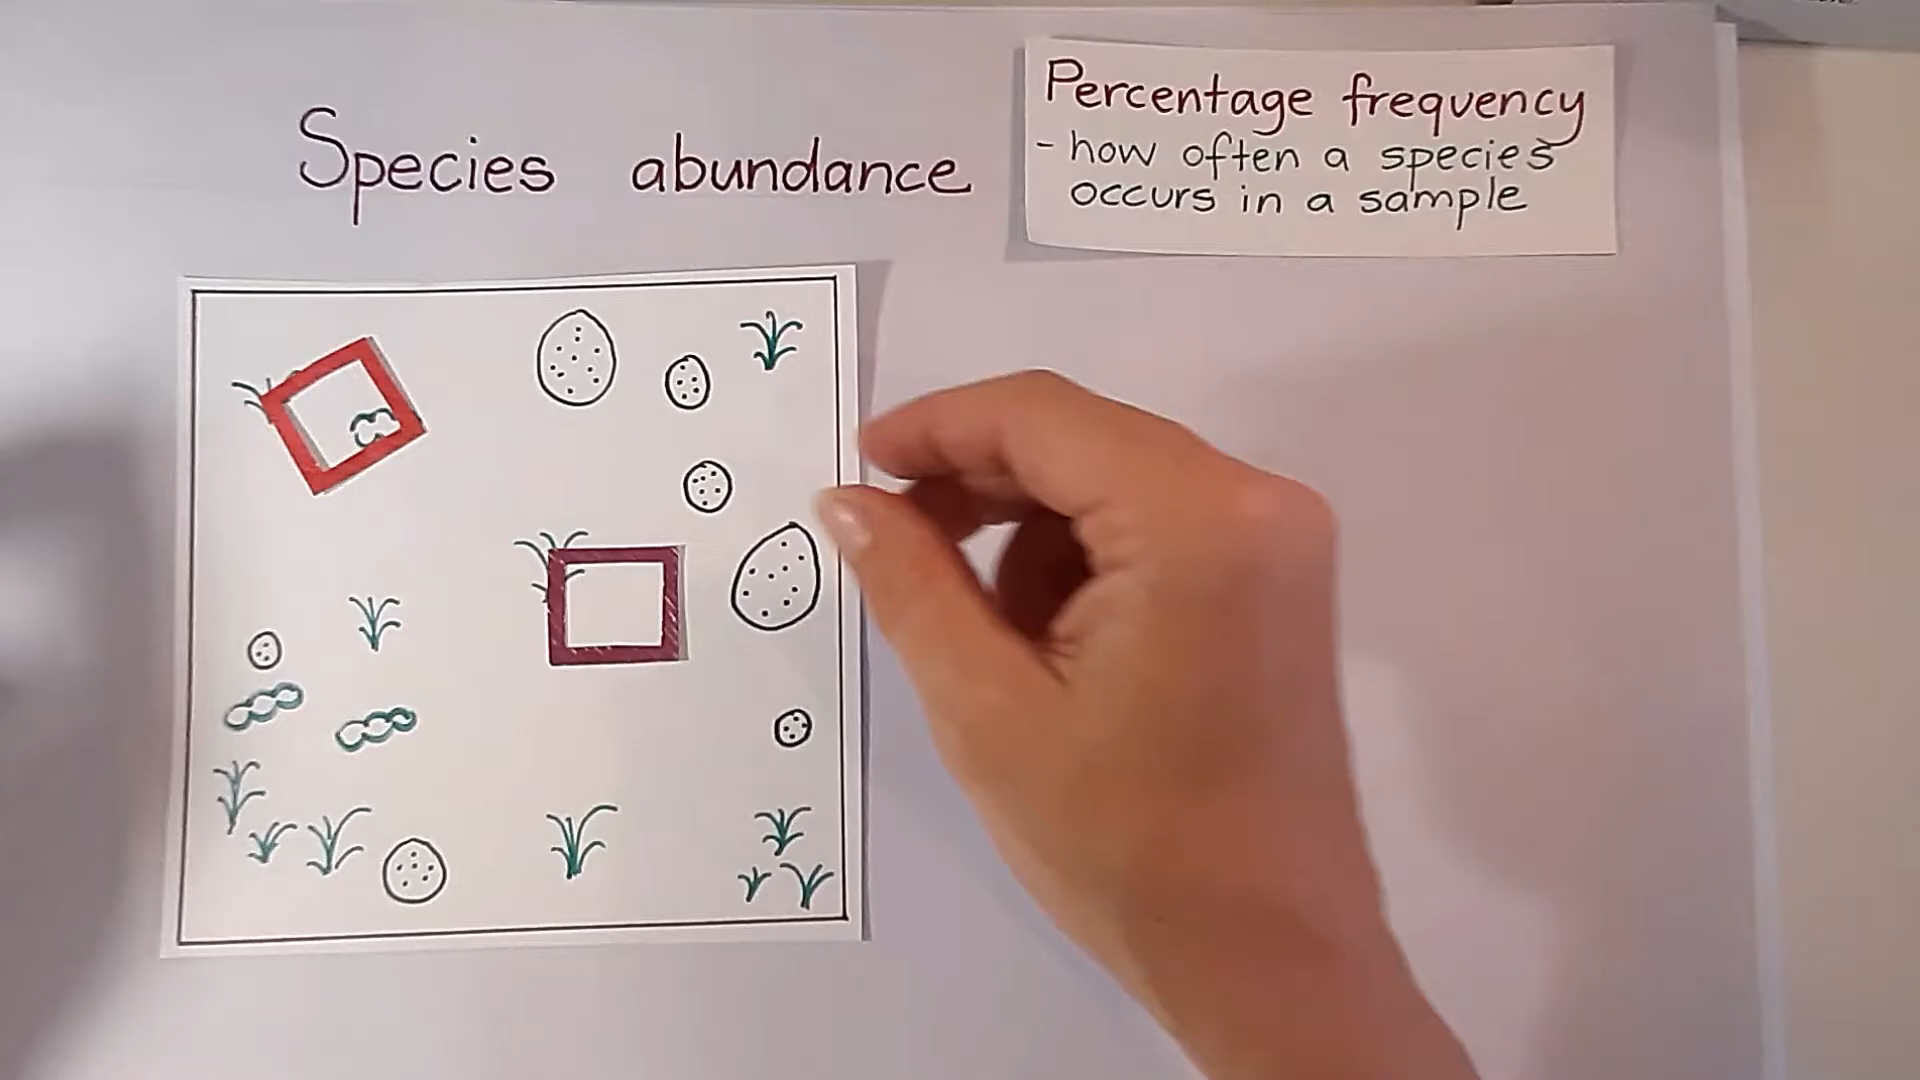 Species abundance
Percentage frequency
- how often a species
occurs in a sample